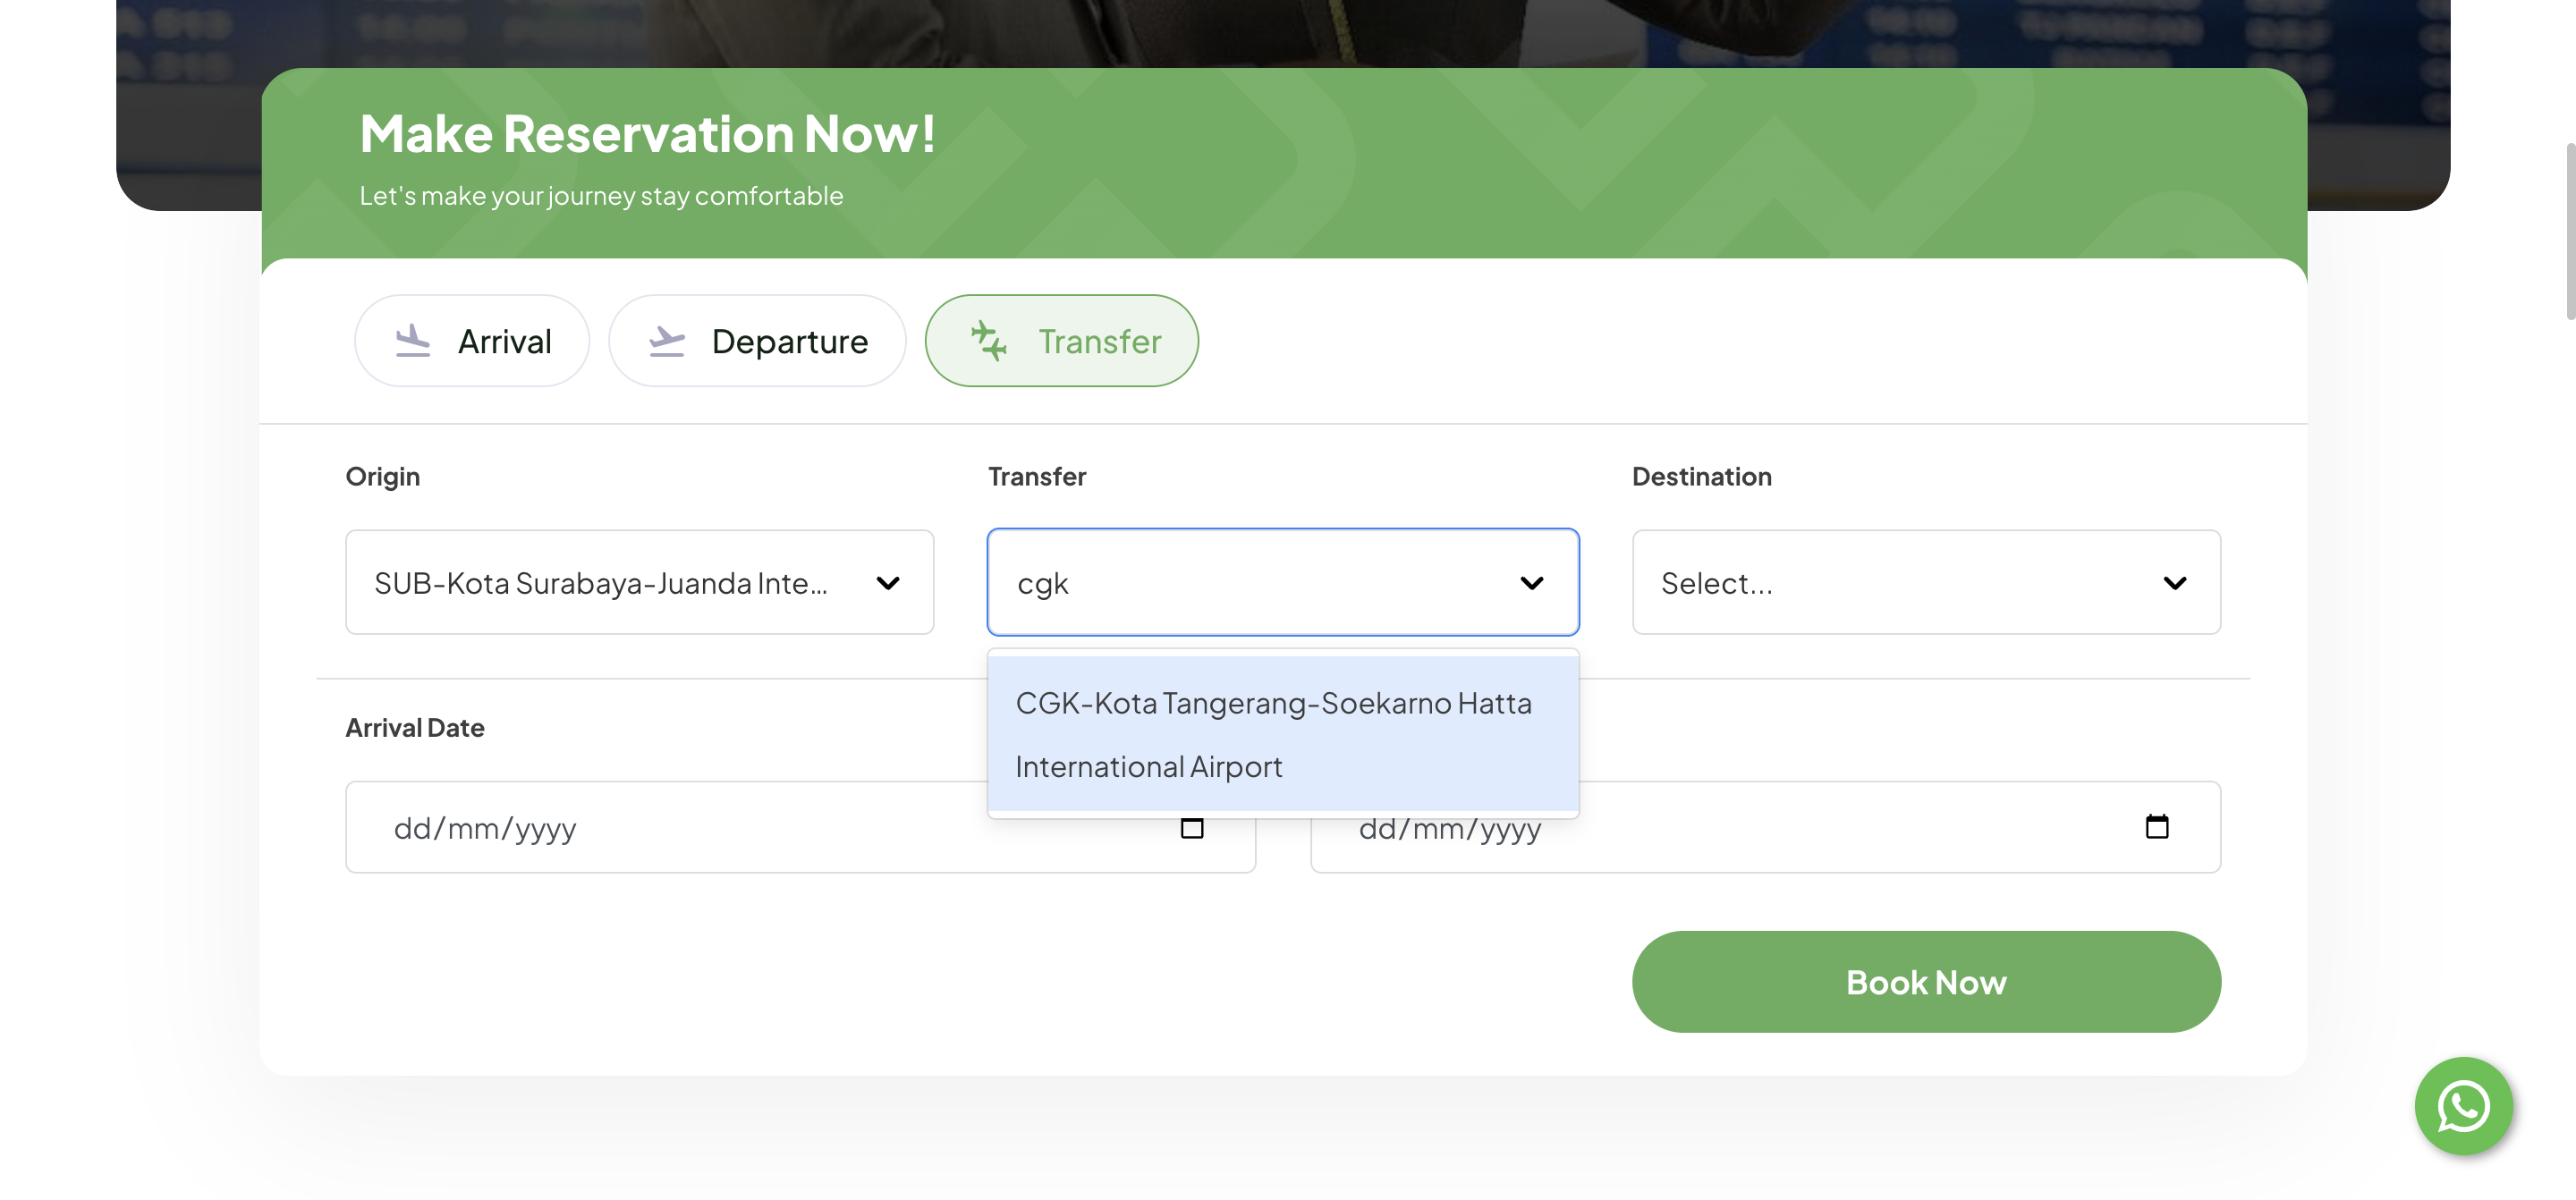 Make Reservation Now!
Let's make your journey stay comfortable
Arrival
Departure
Transfer
Origin
Transfer
Destination
SUB-Kota Surabaya-Juanda Inte...
cgk
Select...
CGK-Kota Tangerang-Soekarno Hatta
International Airport
Arrival Date
dd/mm/yyyy
dd/mm/yyyy
Book Now